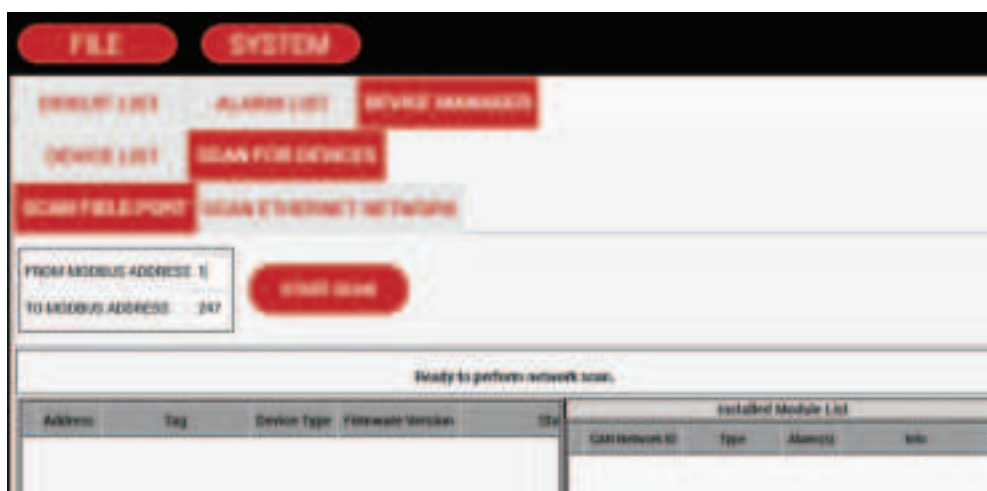 FILE SYSTEM
CIRCUIT LIST ALARM LIST DEVICE MANAGER
DEVICE LIST SCAN FOR DEVICES
SCAN FIELD PORT SCAN ETHERNET NETWORK
FROM MODBUS ADDRESS 1
TO MODBUS ADDRESS 247
START SCAN
Ready to perform network scan.
Installed Module List
Address Tag Device Type Firmware Version Sta
CAN Network ID Type Alarm(s) Info